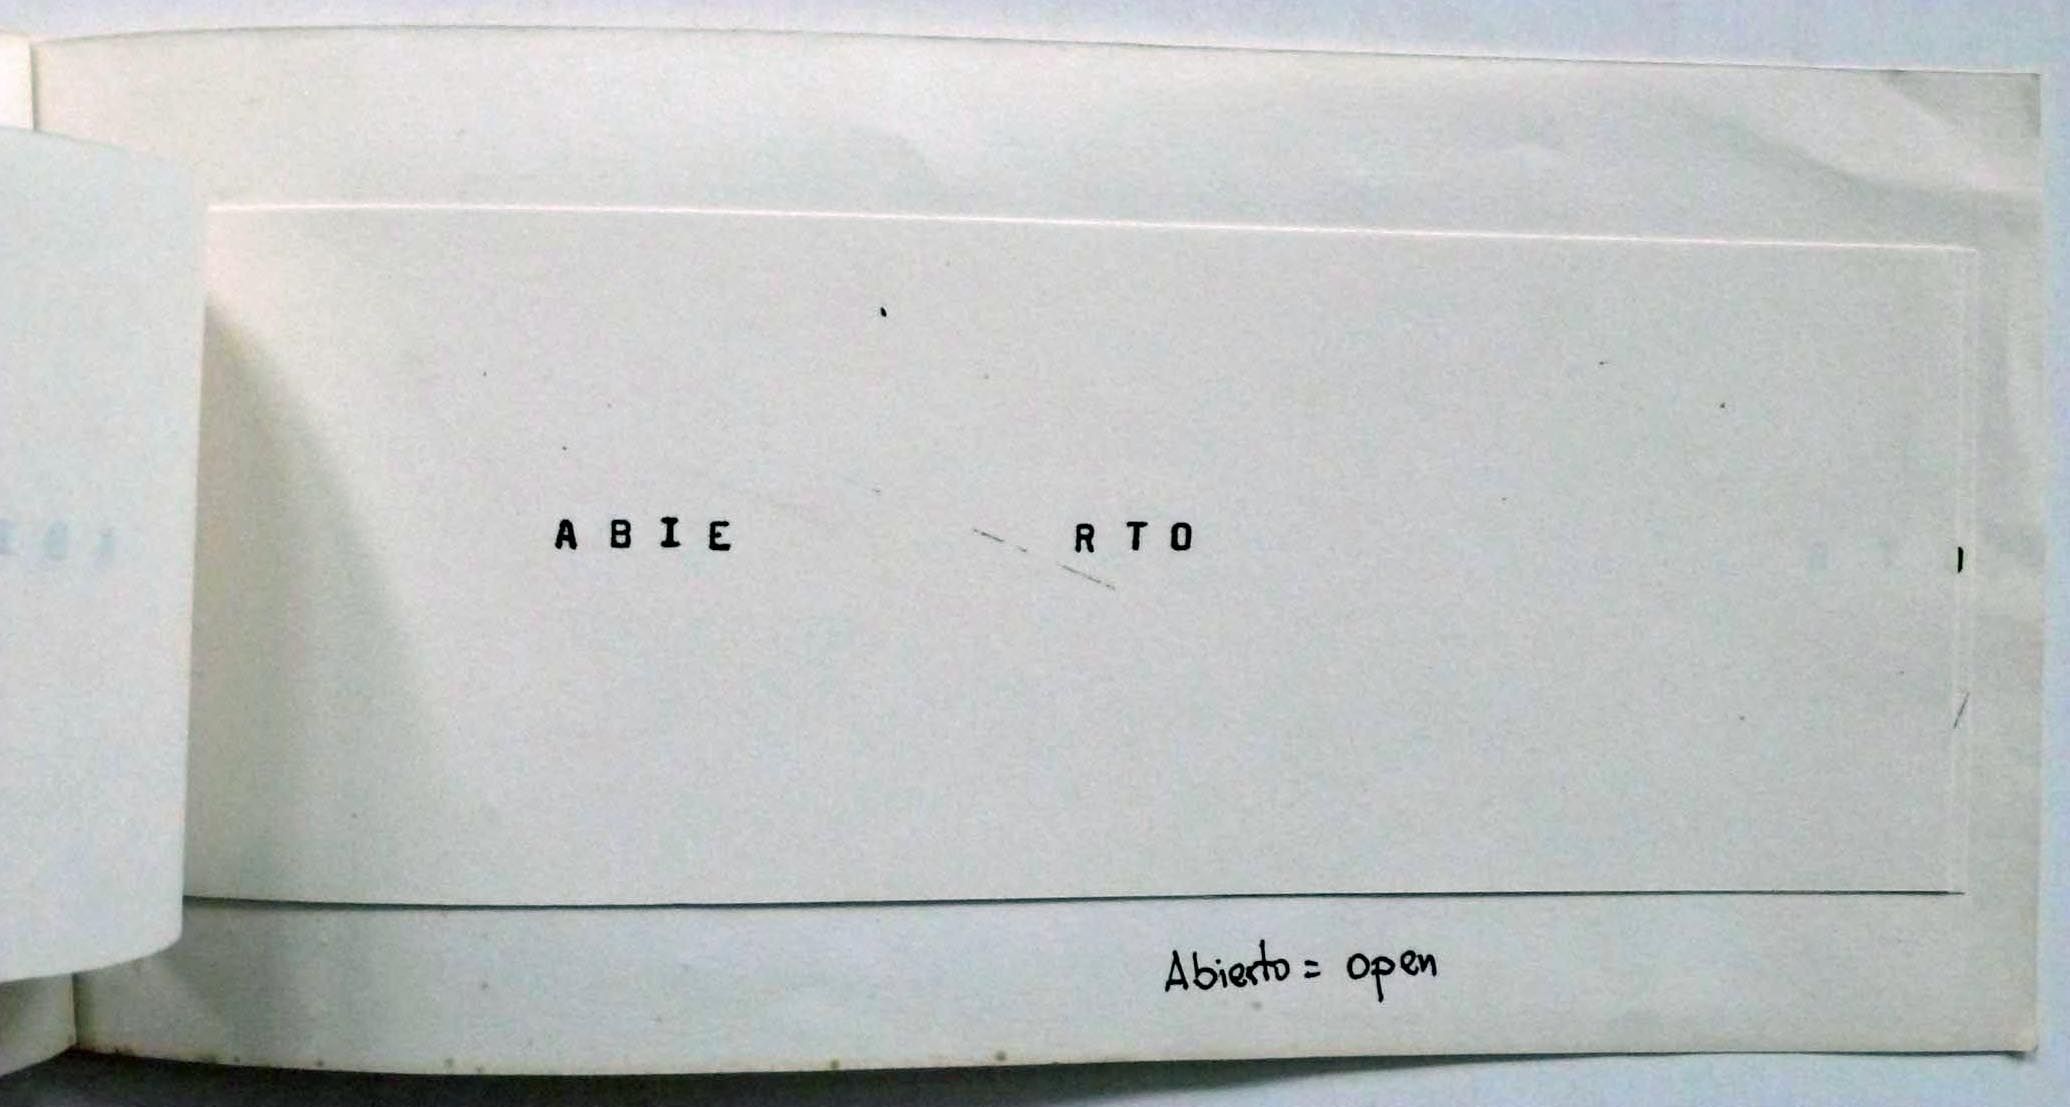 A B I E R T O
Abierto = open